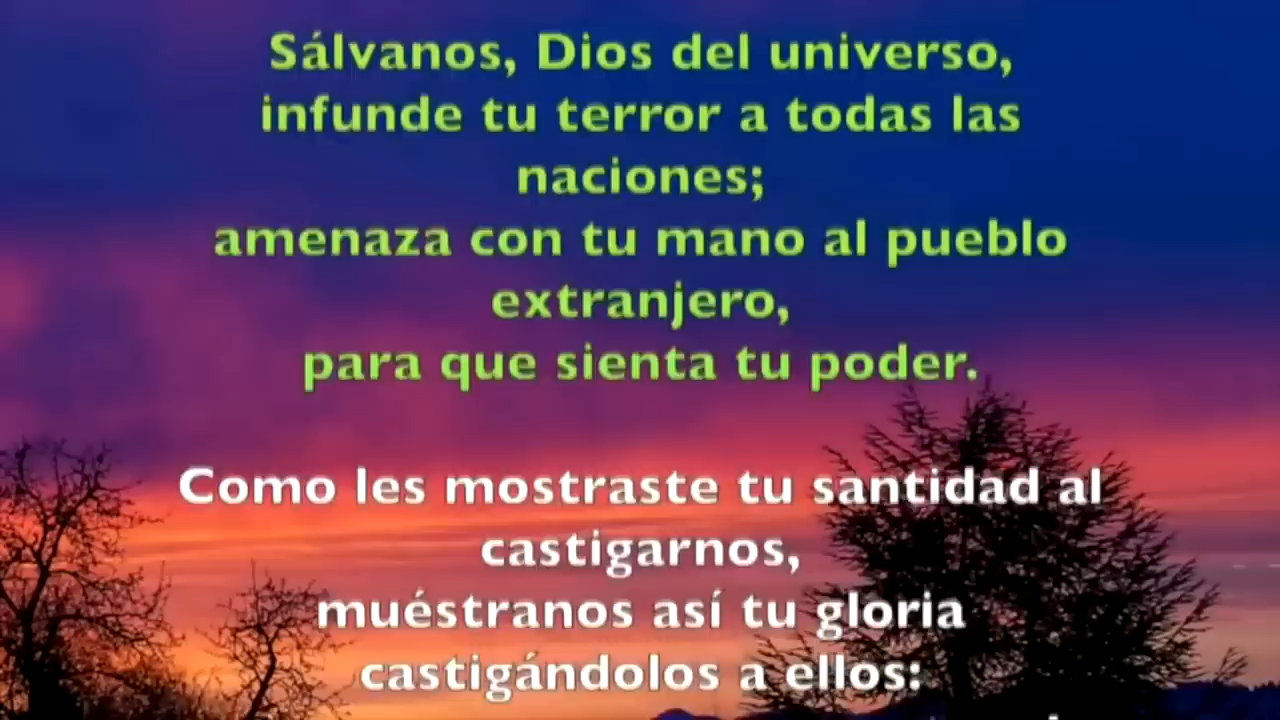 Sálvanos, Dios del universo,
infunde tu terror a todas las
naciones;
amenaza con tu mano al pueblo
extranjero,
para que sienta tu poder.
Como les mostraste tu santidad al
castigarnos,
muéstranos así tu gloria
castigándolos a ellos: